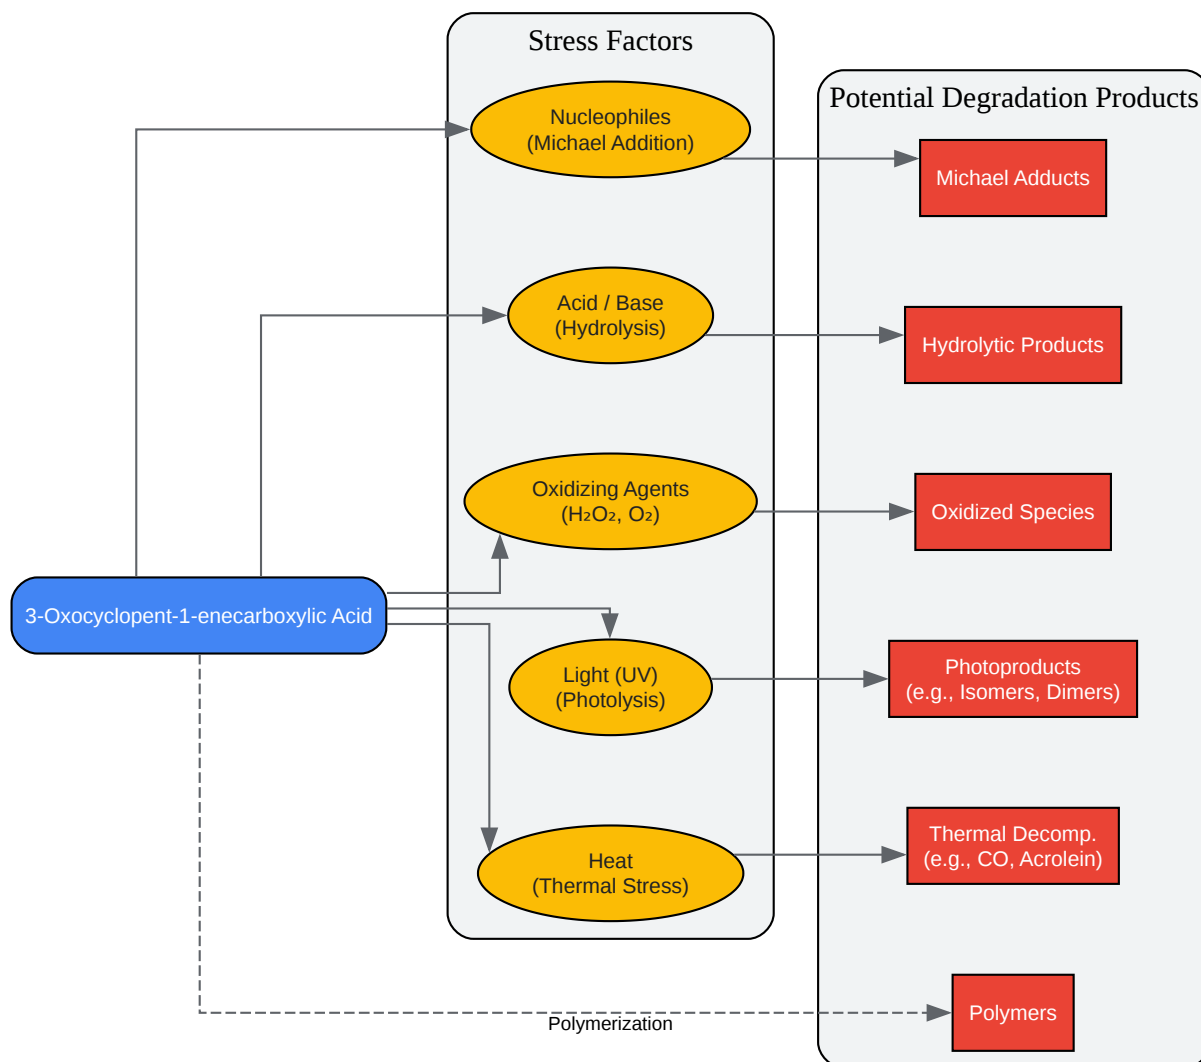 Stress Factors
Potential Degradation Products
Nucleophiles
(Michael Addition)
Michael Adducts
Acid / Base
(Hydrolysis)
Hydrolytic Products
Oxidizing Agents
(H₂O₂, O₂)
Oxidized Species
3-Oxocyclopent-1-enecarboxylic Acid
Light (UV)
(Photolysis)
Photoproducts
(e.g., Isomers, Dimers)
Heat
(Thermal Stress)
Thermal Decomp.
(e.g., CO, Acrolein)
Polymerization
Polymers